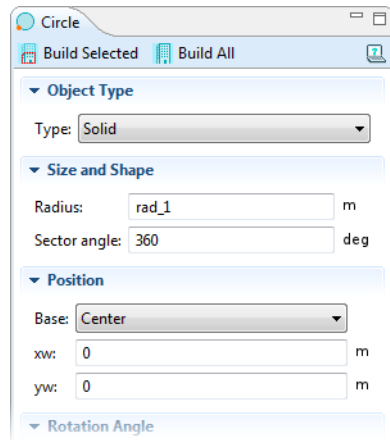 Circle
Build Selected Build All
Object Type
Type: Solid
Size and Shape
Radius: rad_1 m
Sector angle: 360 deg
Position
Base: Center
xw: 0 m
yw: 0 m
Rotation Angle